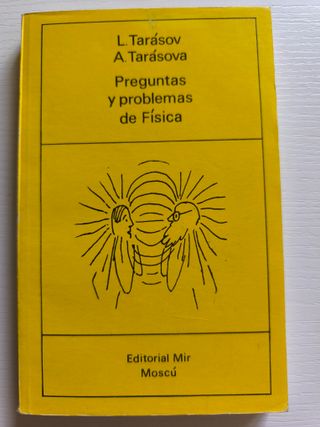 L. Tarásov
A. Tarásova
Preguntas
y problemas
de Física
Editorial Mir
Moscú